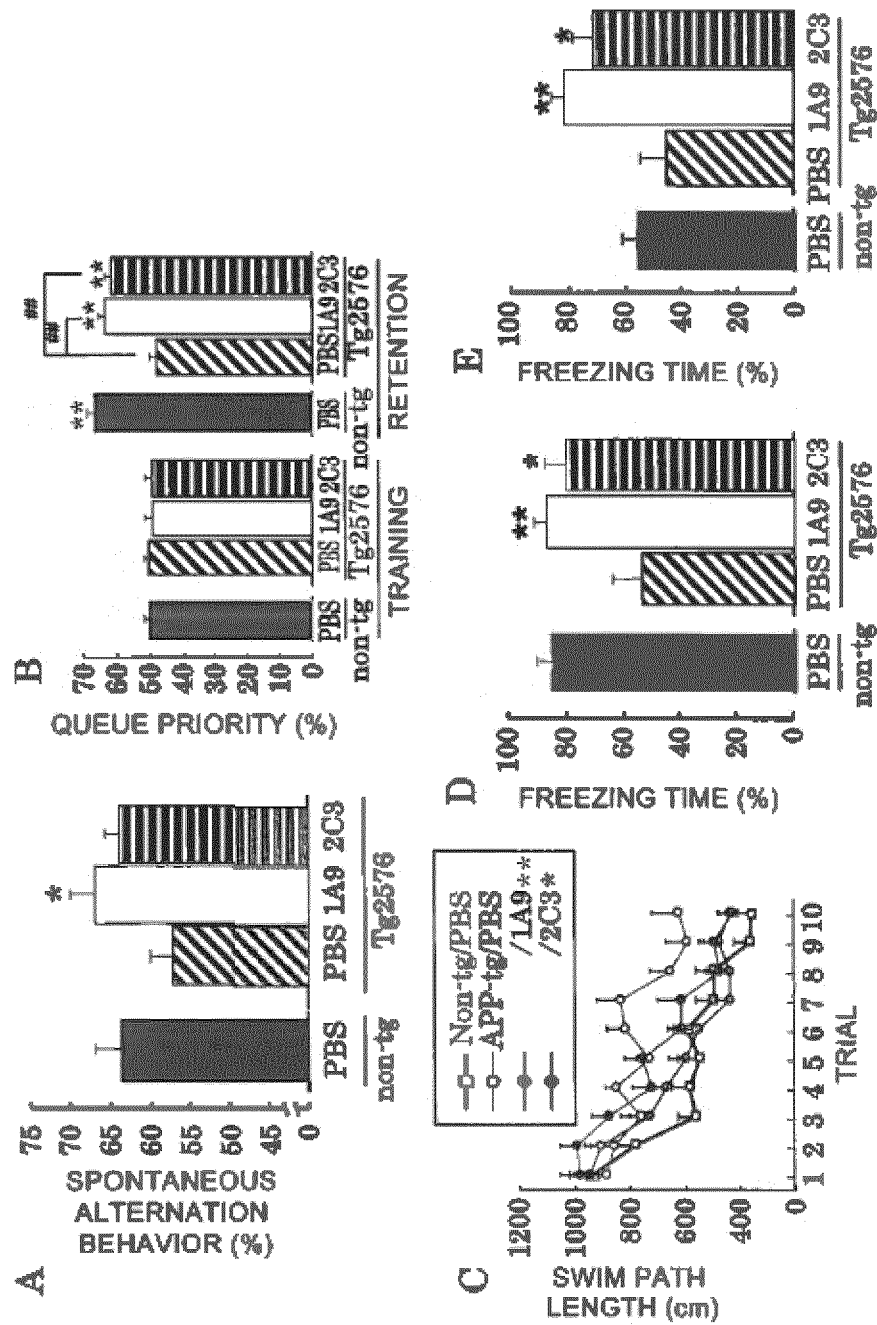 A
SPONTANEOUS
ALTERNATION
BEHAVIOR (%)
75
70
65
60
55
50
45
0
*
PBS PBS 1A9 2C3
non-tg Tg2576
B
QUEUE PRIORITY (%)
70
60
50
40
30
20
10
0
** ** **
## ##
PBS PBS 1A9 2C3 PBS PBS 1A9 2C3
non-tg Tg2576 non-tg Tg2576
TRAINING RETENTION
C
SWIM PATH
LENGTH (cm)
1200
1000
800
600
400
0
1 2 3 4 5 6 7 8 9 10
TRIAL
Non-tg/PBS
APP-tg/PBS
/1A9**
/2C3*
D
FREEZING TIME (%)
100
80
60
40
20
0
** *
PBS PBS 1A9 2C3
non-tg Tg2576
E
FREEZING TIME (%)
100
80
60
40
20
0
** *
PBS PBS 1A9 2C3
non-tg Tg2576